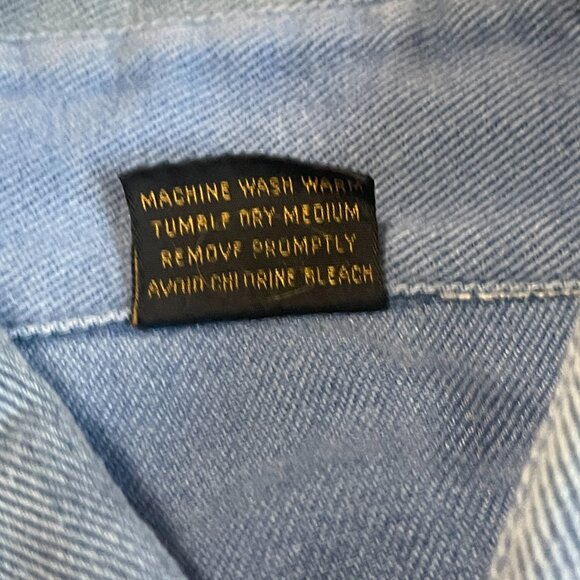 MACHINE WASH WARM
TUMBLE DRY MEDIUM
REMOVE PROMPTLY
AVOID CHLORINE BLEACH